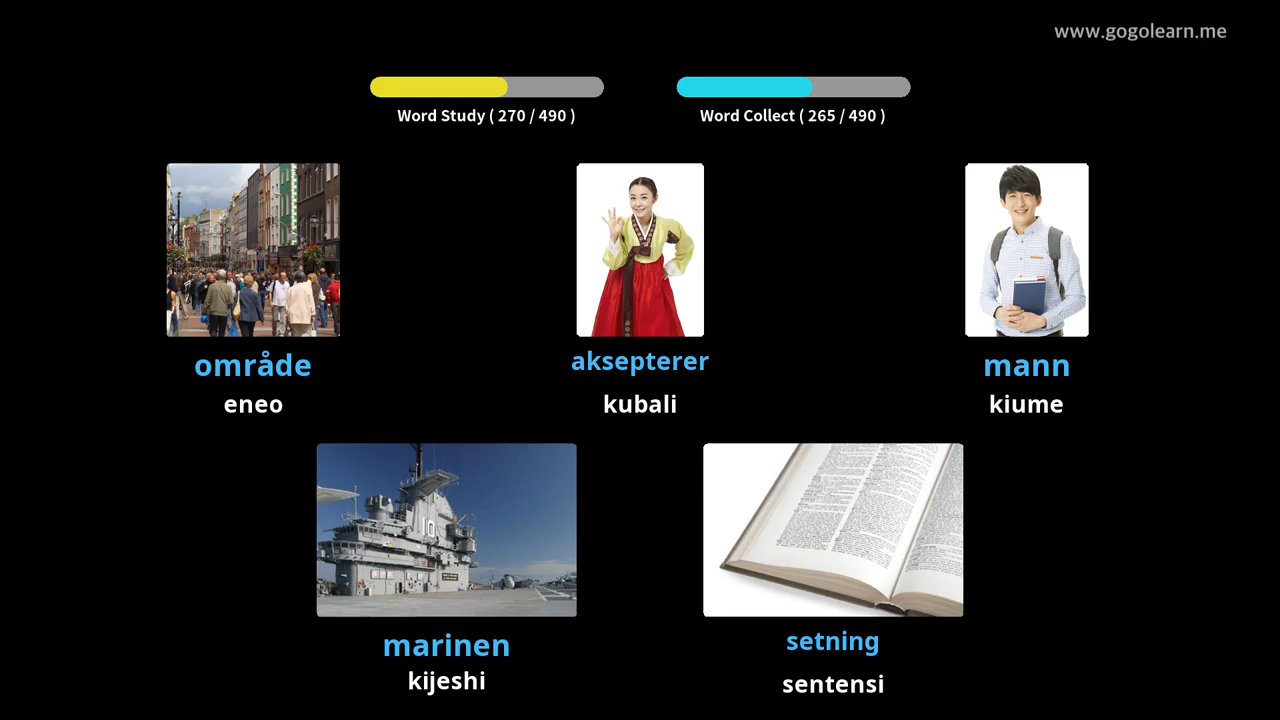 www.gogolearn.me
Word Study ( 270 / 490 )
Word Collect ( 265 / 490 )
område
aksepterer
mann
eneo
kubali
kiume
10
marinen
setning
kijeshi
sentensi